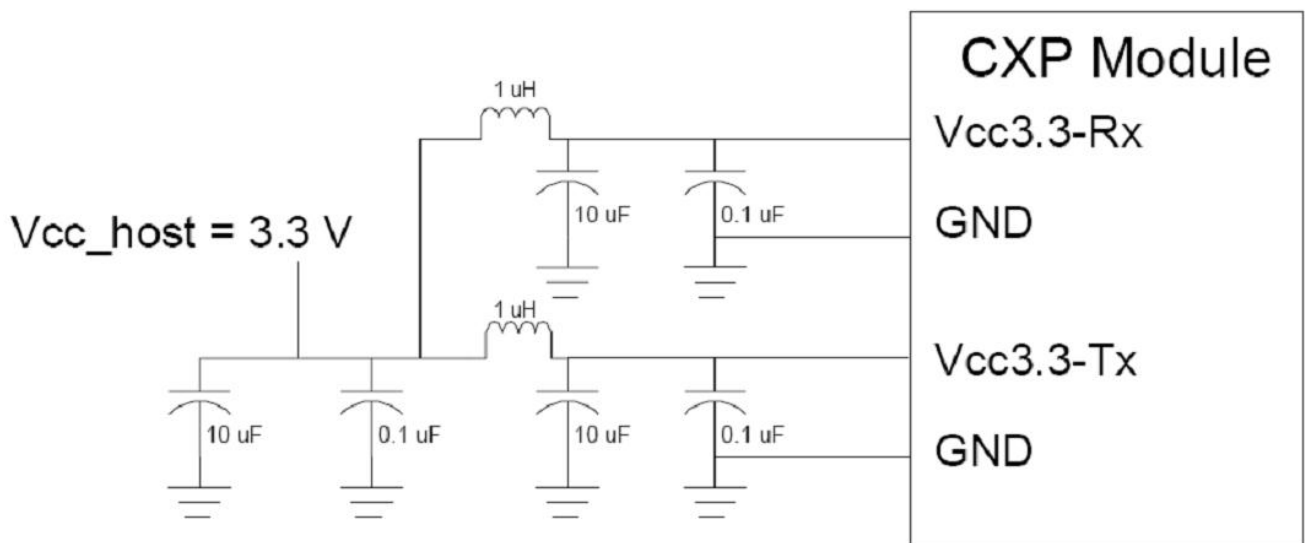 CXP Module
1 uH
Vcc3.3-Rx
10 uF
0.1 uF
GND
Vcc_host = 3.3 V
1 uH
Vcc3.3-Tx
10 uF
0.1 uF
10 uF
0.1 uF
GND